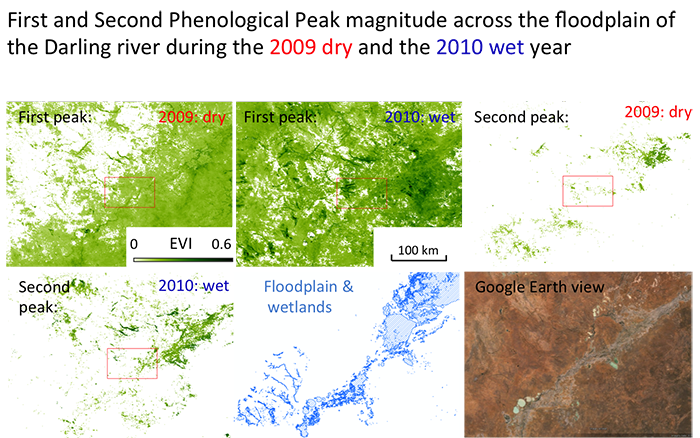 First and Second Phenological Peak magnitude across the floodplain of
the Darling river during the 2009 dry and the 2010 wet year
First peak: 2009: dry
0 EVI 0.6
First peak: 2010: wet
100 km
Second peak: 2009: dry
Second
peak: 2010: wet
Floodplain &
wetlands
Google Earth view